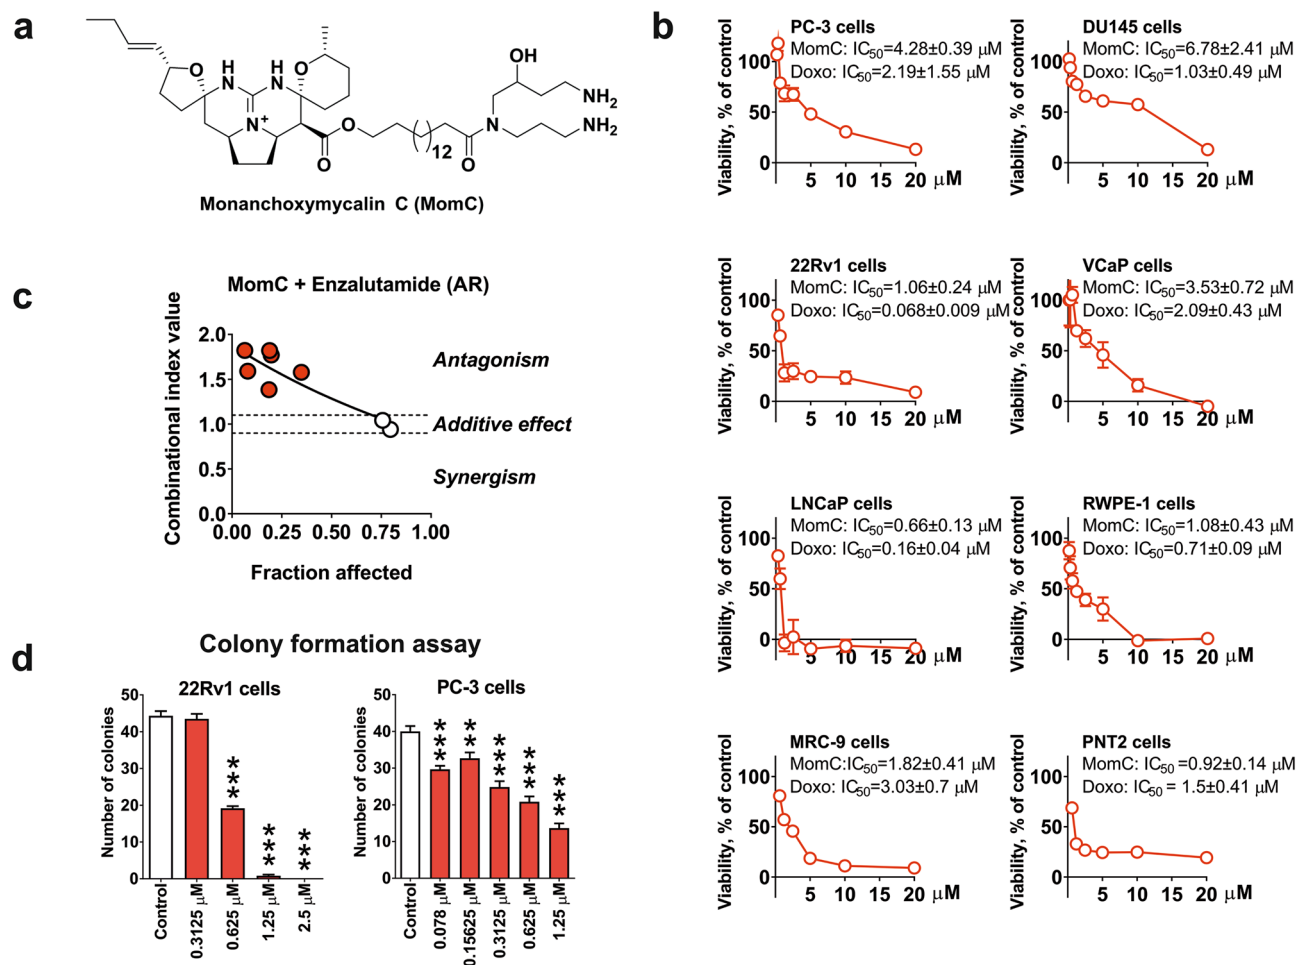 a
H
N
H
N
O
O
N
+
O
O
12
O
N
OH
NH2
NH2
Monanchoxymycalin C (MomC)
b
PC-3 cells
MomC: IC50=4.28±0.39 µM
Doxo: IC50=2.19±1.55 µM
Viability, % of control
100
50
0
5 10 15 20 µM
DU145 cells
MomC: IC50=6.78±2.41 µM
Doxo: IC50=1.03±0.49 µM
Viability, % of control
100
50
0
5 10 15 20 µM
22Rv1 cells
MomC: IC50=1.06±0.24 µM
Doxo: IC50=0.068±0.009 µM
Viability, % of control
100
50
0
5 10 15 20 µM
VCaP cells
MomC: IC50=3.53±0.72 µM
Doxo: IC50=2.09±0.43 µM
Viability, % of control
100
50
0
5 10 15 20 µM
LNCaP cells
MomC: IC50=0.66±0.13 µM
Doxo: IC50=0.16±0.04 µM
Viability, % of control
100
50
0
5 10 15 20 µM
RWPE-1 cells
MomC: IC50=1.08±0.43 µM
Doxo: IC50=0.71±0.09 µM
Viability, % of control
100
50
0
5 10 15 20 µM
MRC-9 cells
MomC:IC50=1.82±0.41 µM
Doxo: IC50=3.03±0.7 µM
Viability, % of control
100
50
0
5 10 15 20 µM
PNT2 cells
MomC: IC50 =0.92±0.14 µM
Doxo: IC50 = 1.5±0.41 µM
Viability, % of control
100
50
0
5 10 15 20 µM
c
MomC + Enzalutamide (AR)
Combinational index value
2.0
1.5
1.0
0.5
0.0
Antagonism
Additive effect
Synergism
0.00 0.25 0.50 0.75 1.00
Fraction affected
d
Colony formation assay
22Rv1 cells
Number of colonies
50
40
30
20
10
0
***
***
***
Control
0.3125 µM
0.625 µM
1.25 µM
2.5 µM
PC-3 cells
Number of colonies
50
40
30
20
10
0
***
**
***
***
***
Control
0.078 µM
0.15625 µM
0.3125 µM
0.625 µM
1.25 µM